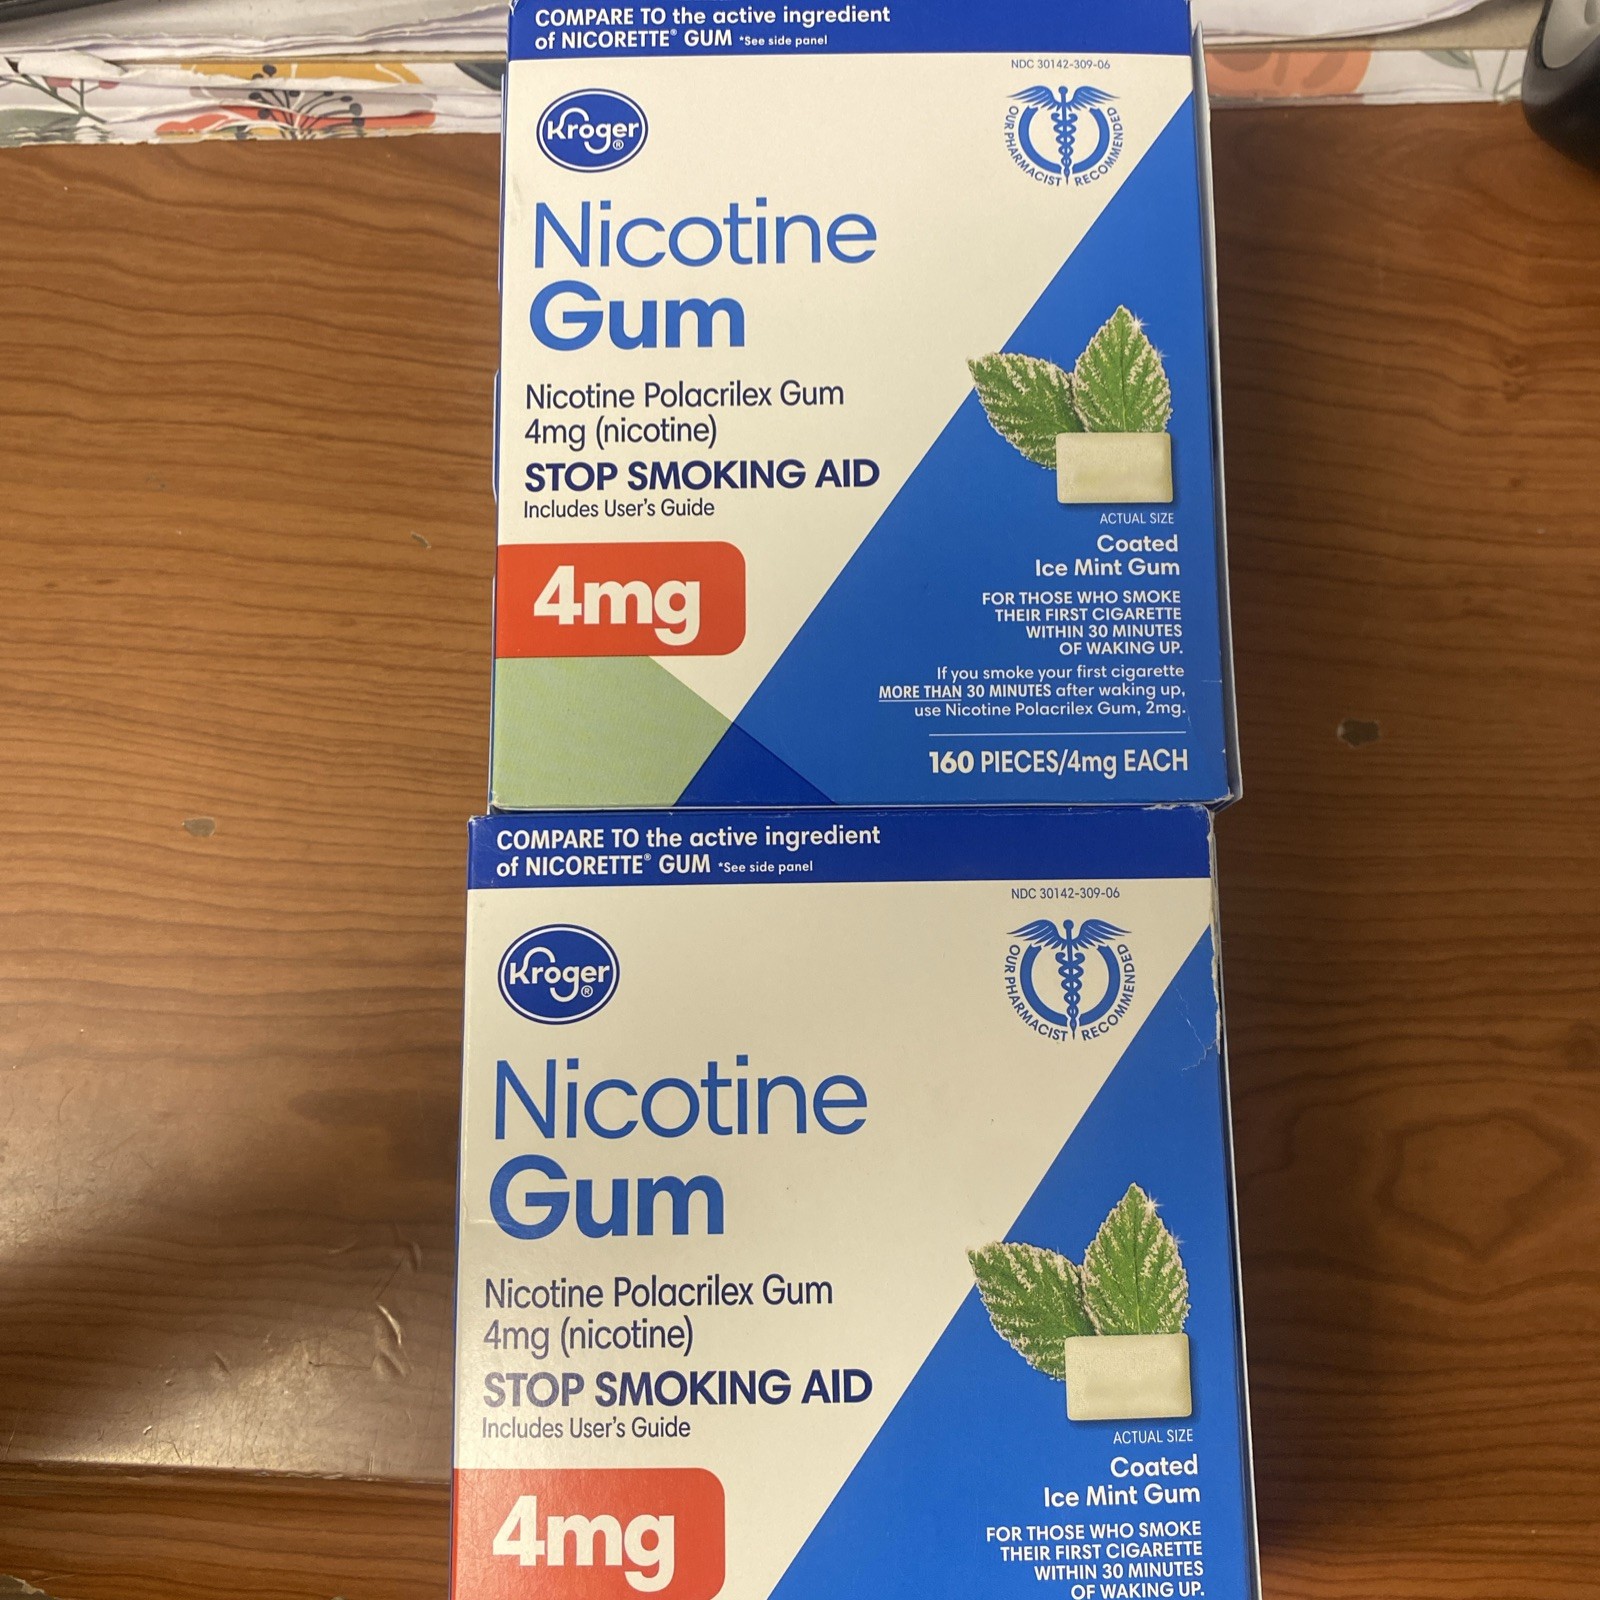 COMPARE TO the active ingredient
of NICORETTE® GUM *See side panel
NDC 30142-309-06
Kroger®
OUR PHARMACIST RECOMMENDED
Nicotine
Gum
Nicotine Polacrilex Gum
4mg (nicotine)
STOP SMOKING AID
Includes User's Guide
4mg
ACTUAL SIZE
Coated
Ice Mint Gum
FOR THOSE WHO SMOKE
THEIR FIRST CIGARETTE
WITHIN 30 MINUTES
OF WAKING UP.
If you smoke your first cigarette
MORE THAN 30 MINUTES after waking up,
use Nicotine Polacrilex Gum, 2mg.
160 PIECES/4mg EACH
COMPARE TO the active ingredient
of NICORETTE® GUM *See side panel
NDC 30142-309-06
Kroger®
OUR PHARMACIST RECOMMENDED
Nicotine
Gum
Nicotine Polacrilex Gum
4mg (nicotine)
STOP SMOKING AID
Includes User's Guide
4mg
ACTUAL SIZE
Coated
Ice Mint Gum
FOR THOSE WHO SMOKE
THEIR FIRST CIGARETTE
WITHIN 30 MINUTES
OF WAKING UP.